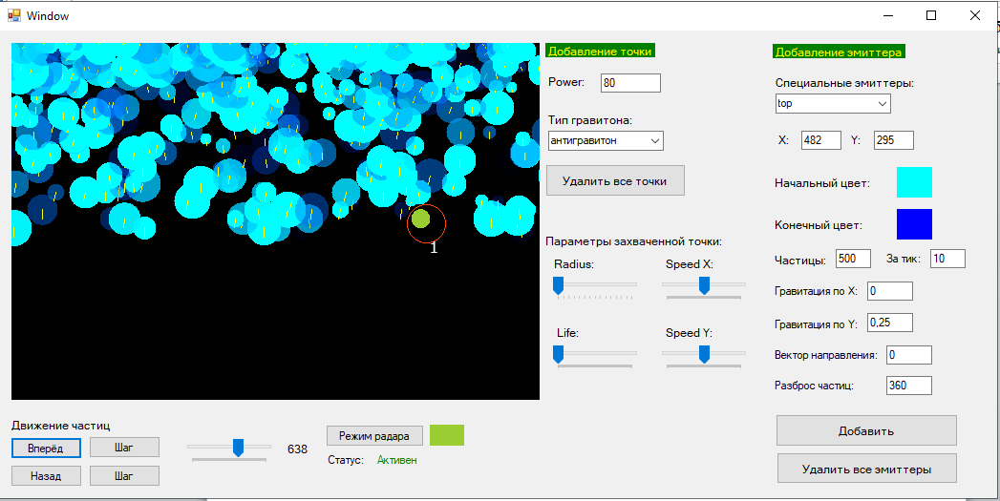 Window
1
Добавление точки
Power: 80
Тип гравитона:
антигравитон
Удалить все точки
Параметры захваченной точки:
Radius: Speed X:
Life: Speed Y:
Добавление эмиттера
Специальные эмиттеры:
top
X: 482 Y: 295
Начальный цвет:
Конечный цвет:
Частицы: 500 За тик: 10
Гравитация по X: 0
Гравитация по Y: 0,25
Вектор направления: 0
Разброс частиц: 360
Добавить
Удалить все эмиттеры
Движение частиц
Вперёд Шаг
Назад Шаг
638
Режим радара
Статус: Активен